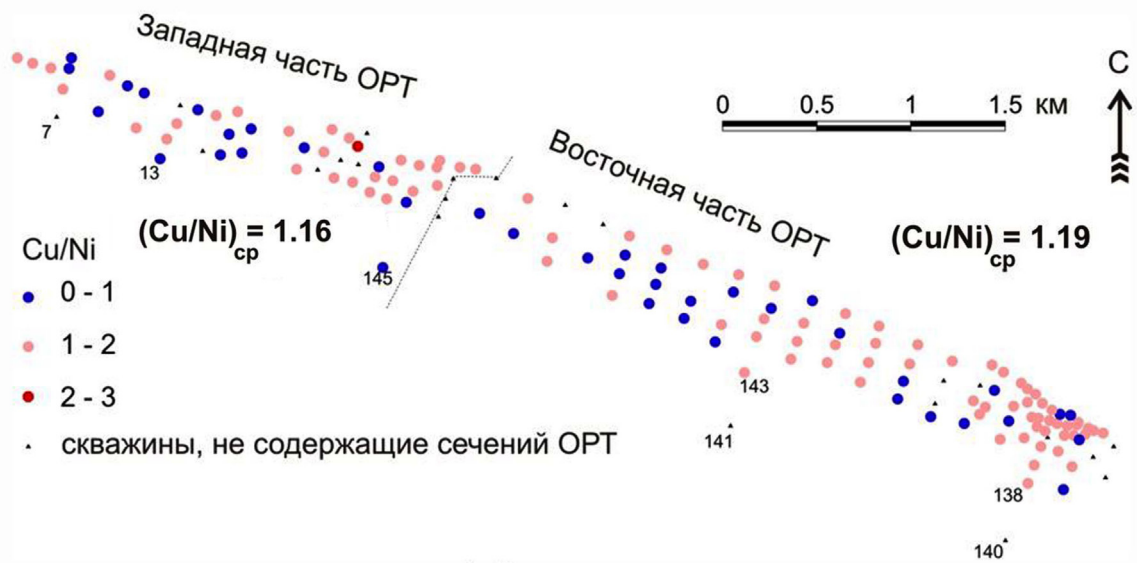 Западная часть ОРТ
С
0 0.5 1 1.5 км
7
Восточная часть ОРТ
13
(Cu/Ni)ср = 1.16
(Cu/Ni)ср = 1.19
Cu/Ni
145
0 - 1
1 - 2
143
2 - 3
141
скважины, не содержащие сечений ОРТ
138
140